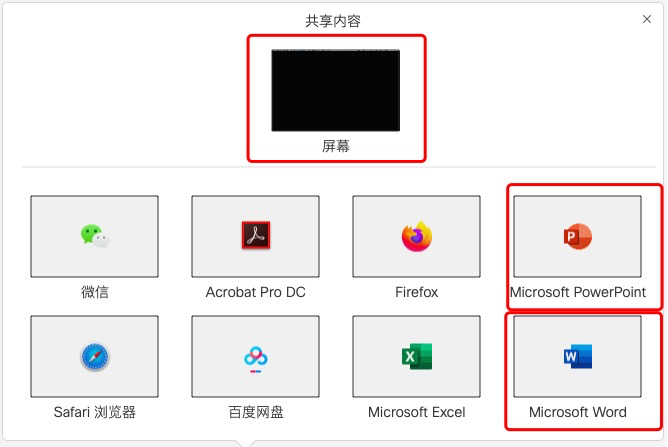 共享内容
屏幕
微信
Acrobat Pro DC
Firefox
Microsoft PowerPoint
Safari 浏览器
百度网盘
Microsoft Excel
Microsoft Word